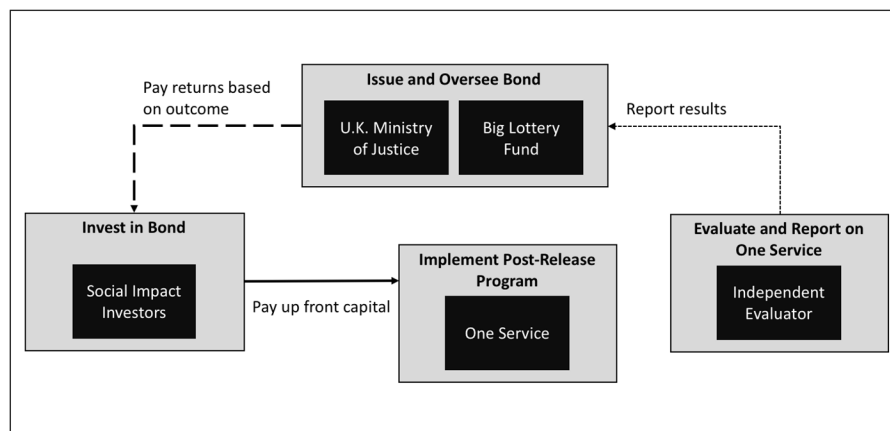 Issue and Oversee Bond
Pay returns based
on outcome
U.K. Ministry
of Justice
Big Lottery
Fund
Report results
Invest in Bond
Social Impact
Investors
Pay up front capital
Implement Post-Release
Program
One Service
Evaluate and Report on
One Service
Independent
Evaluator